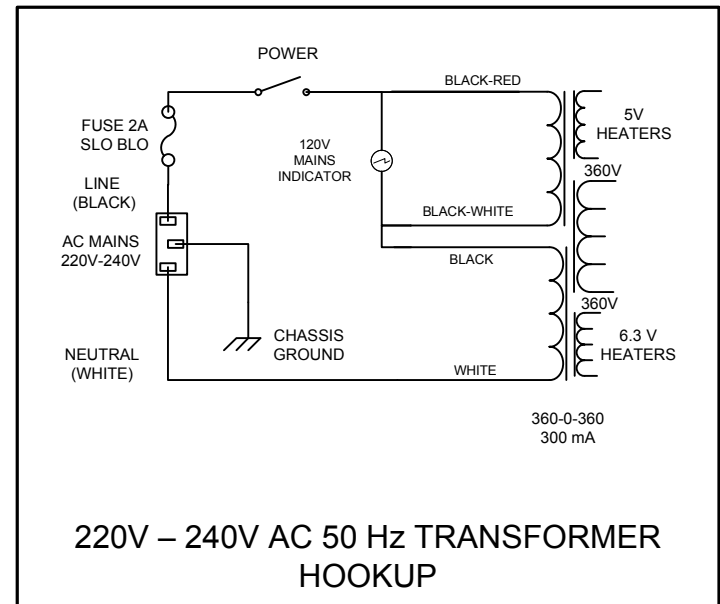 POWER
BLACK-RED
FUSE 2A
SLO BLO
5V
HEATERS
120V
MAINS
INDICATOR
360V
LINE
(BLACK)
BLACK-WHITE
AC MAINS
220V-240V
BLACK
360V
CHASSIS
GROUND
6.3 V
HEATERS
NEUTRAL
(WHITE)
WHITE
360-0-360
300 mA
220V – 240V AC 50 Hz TRANSFORMER
HOOKUP